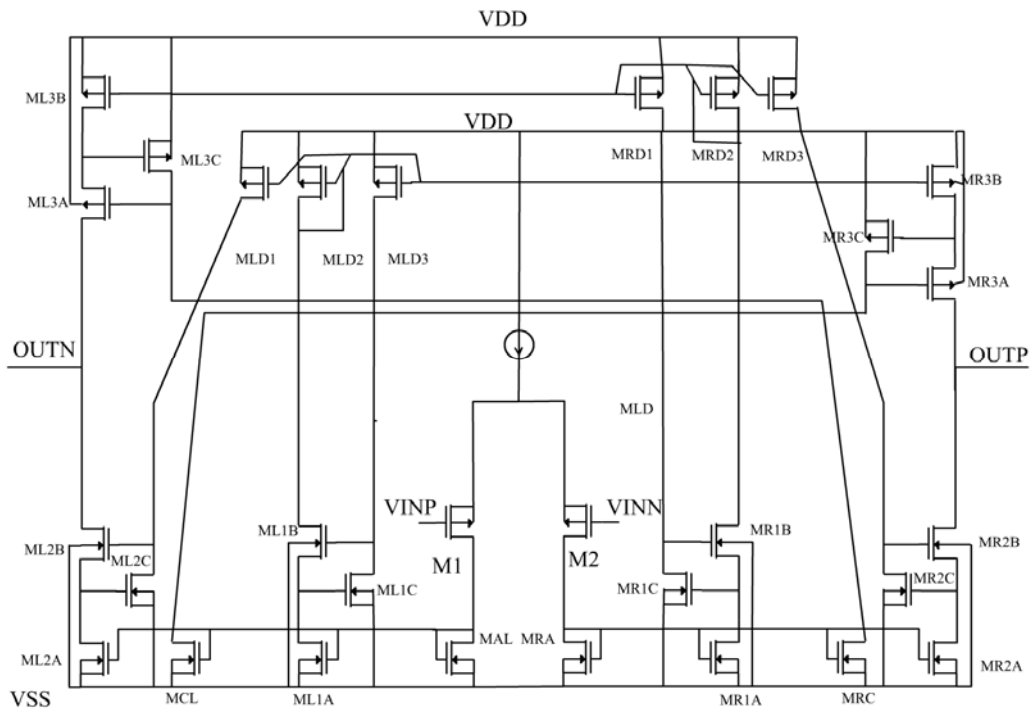 VDD
ML3B
VDD
MRD1
MRD2
MRD3
ML3C
ML3A
MR3B
MR3C
MLD1
MLD2
MLD3
MR3A
OUTN
OUTP
MLD
VINP
VINN
ML1B
MR1B
ML2B
ML2C
M1
M2
MR2B
ML1C
MR1C
MR2C
MAL
MRA
ML2A
MR2A
VSS
MCL
ML1A
MR1A
MRC